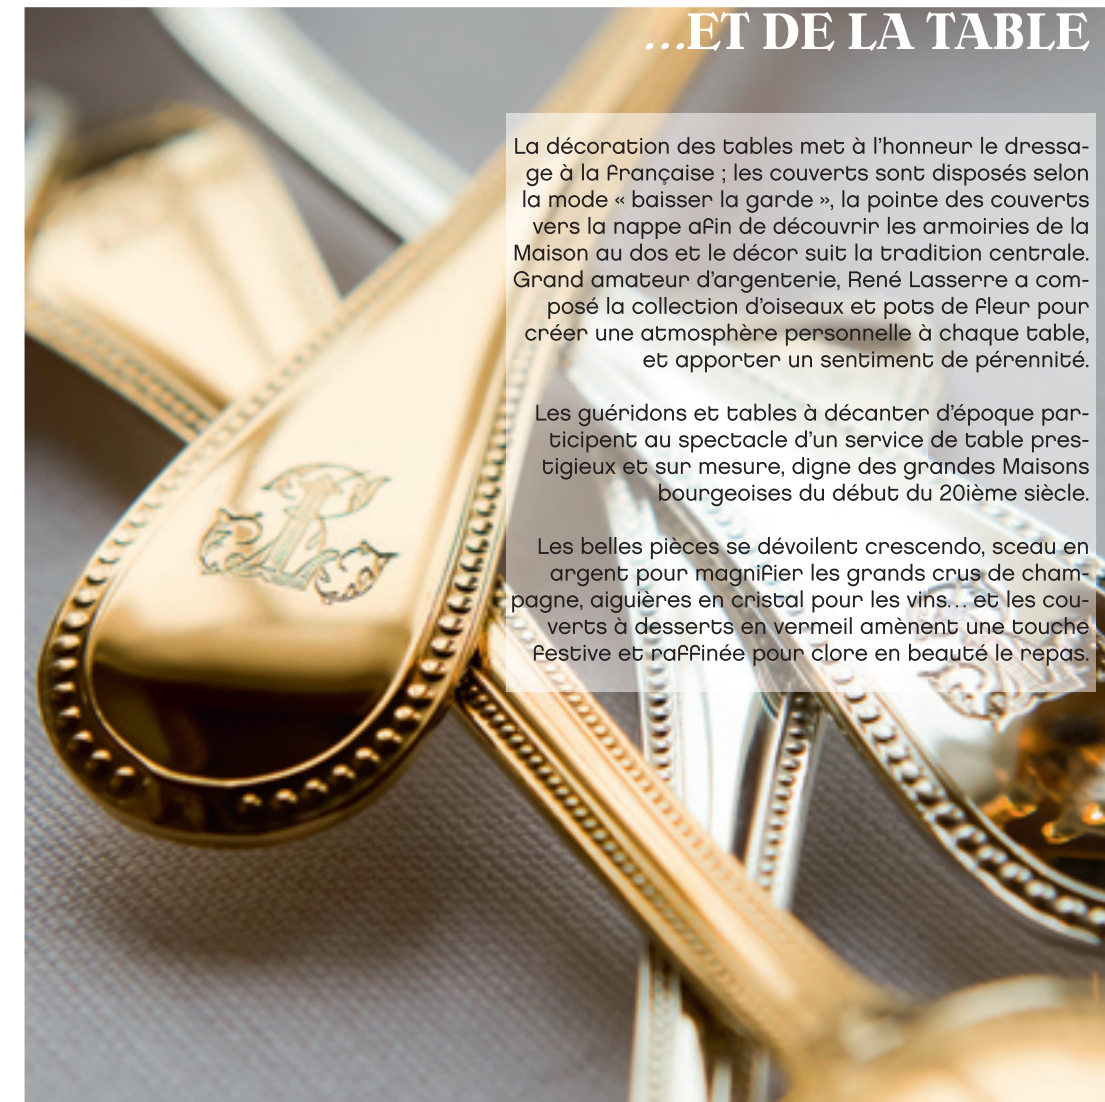 ...ET DE LA TABLE
La décoration des tables met à l'honneur le dressa-
ge à la française ; les couverts sont disposés selon
la mode « baisser la garde », la pointe des couverts
vers la nappe afin de découvrir les armoiries de la
Maison au dos et le décor suit la tradition centrale.
Grand amateur d'argenterie, René Lasserre a com-
posé la collection d'oiseaux et pots de fleur pour
créer une atmosphère personnelle à chaque table,
et apporter un sentiment de pérennité.
Les guéridons et tables à décanter d'époque par-
ticipent au spectacle d'un service de table pres-
tigieux et sur mesure, digne des grandes Maisons
bourgeoises du début du 20ième siècle.
Les belles pièces se dévoilent crescendo, sceau en
argent pour magnifier les grands crus de cham-
pagne, aiguières en cristal pour les vins... et les cou-
verts à desserts en vermeil amènent une touche
festive et raffinée pour clore en beauté le repas.
L